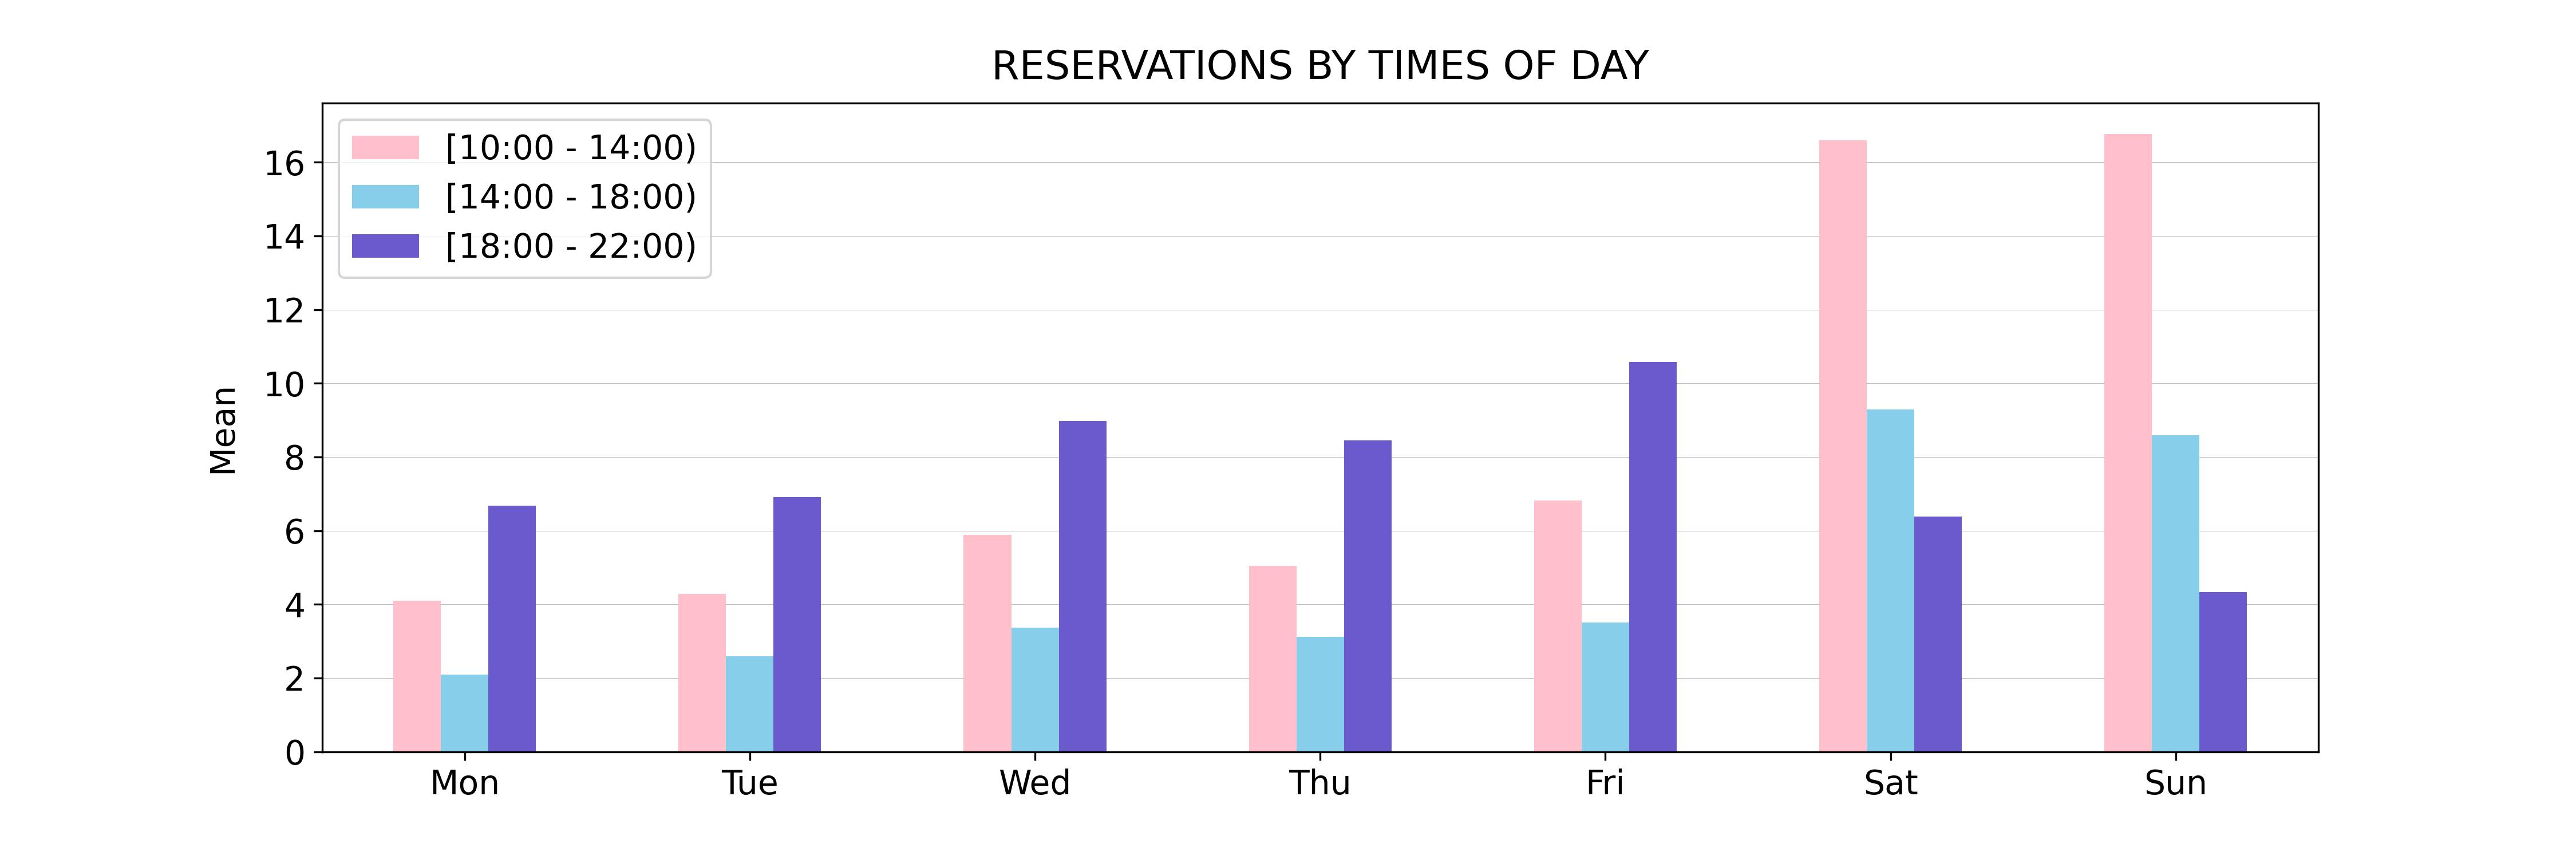 RESERVATIONS BY TIMES OF DAY
[10:00 - 14:00)
[14:00 - 18:00)
[18:00 - 22:00)
Mean
16
14
12
10
8
6
4
2
0
Mon Tue Wed Thu Fri Sat Sun